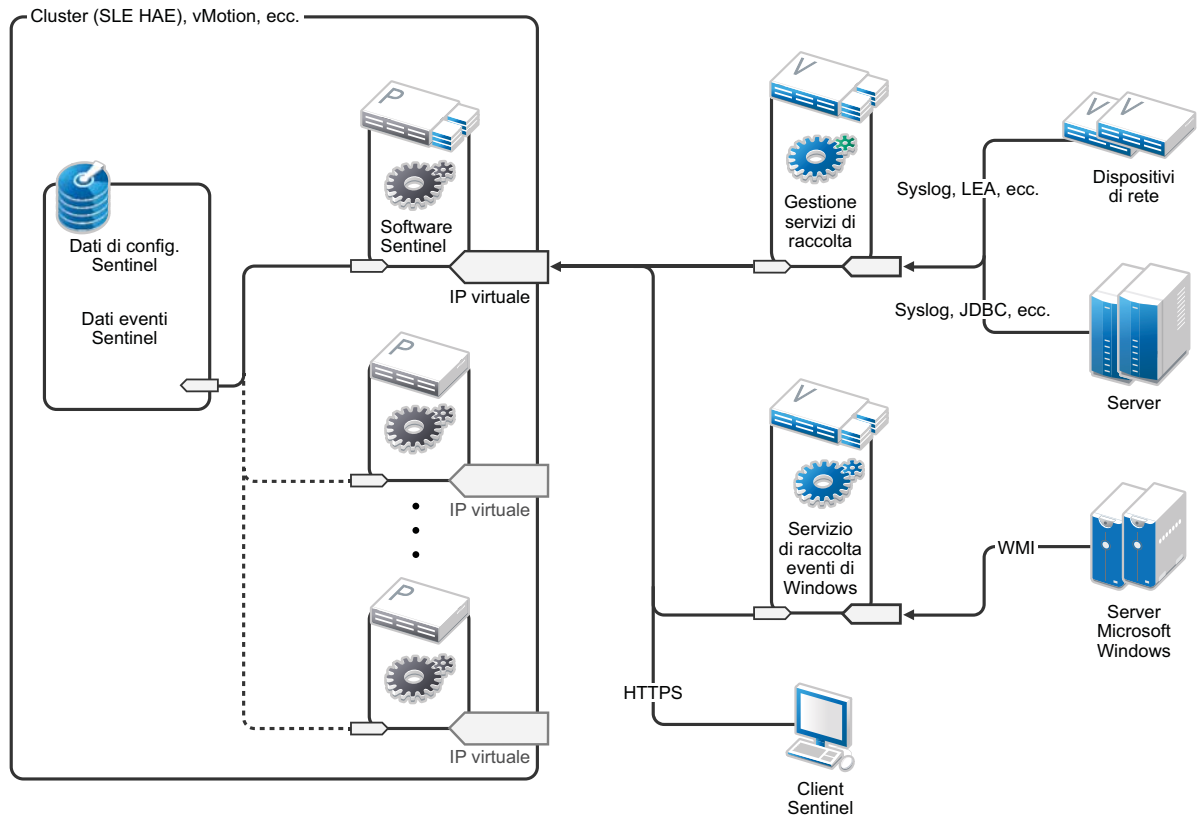 Cluster (SLE HAE), vMotion, ecc.
P
Software
Sentinel
IP virtuale
Dati di config.
Sentinel
Dati eventi
Sentinel
P
IP virtuale
P
IP virtuale
V
Gestione
servizi di
raccolta
Syslog, LEA, ecc.
V
V
Dispositivi
di rete
Syslog, JDBC, ecc.
Server
V
Servizio
di raccolta
eventi di
Windows
WMI
Server
Microsoft
Windows
HTTPS
Client
Sentinel